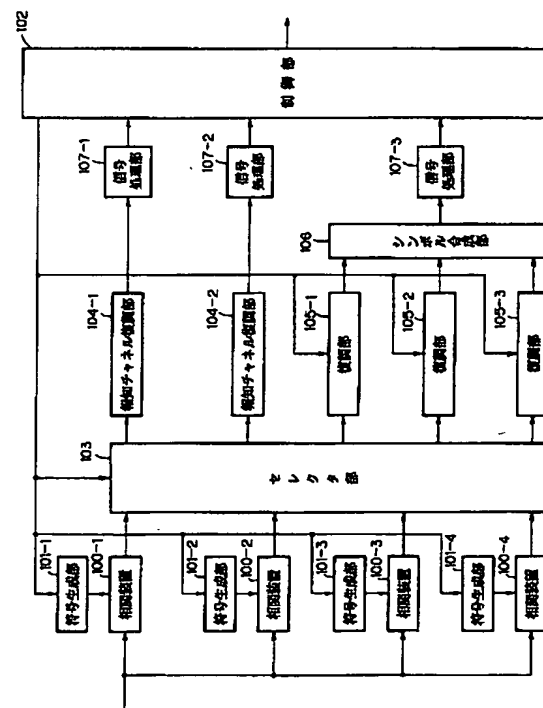 102
制御部
107-1
信号
処理部
107-2
信号
処理部
107-3
信号
処理部
106
シンボル合成部
104-1
報知チャネル復調部
104-2
報知チャネル復調部
105-1
復調部
105-2
復調部
105-3
復調部
103
セレクタ部
101-1
符号生成部
100-1
相関装置
101-2
符号生成部
100-2
相関装置
101-3
符号生成部
100-3
相関装置
101-4
符号生成部
100-4
相関装置